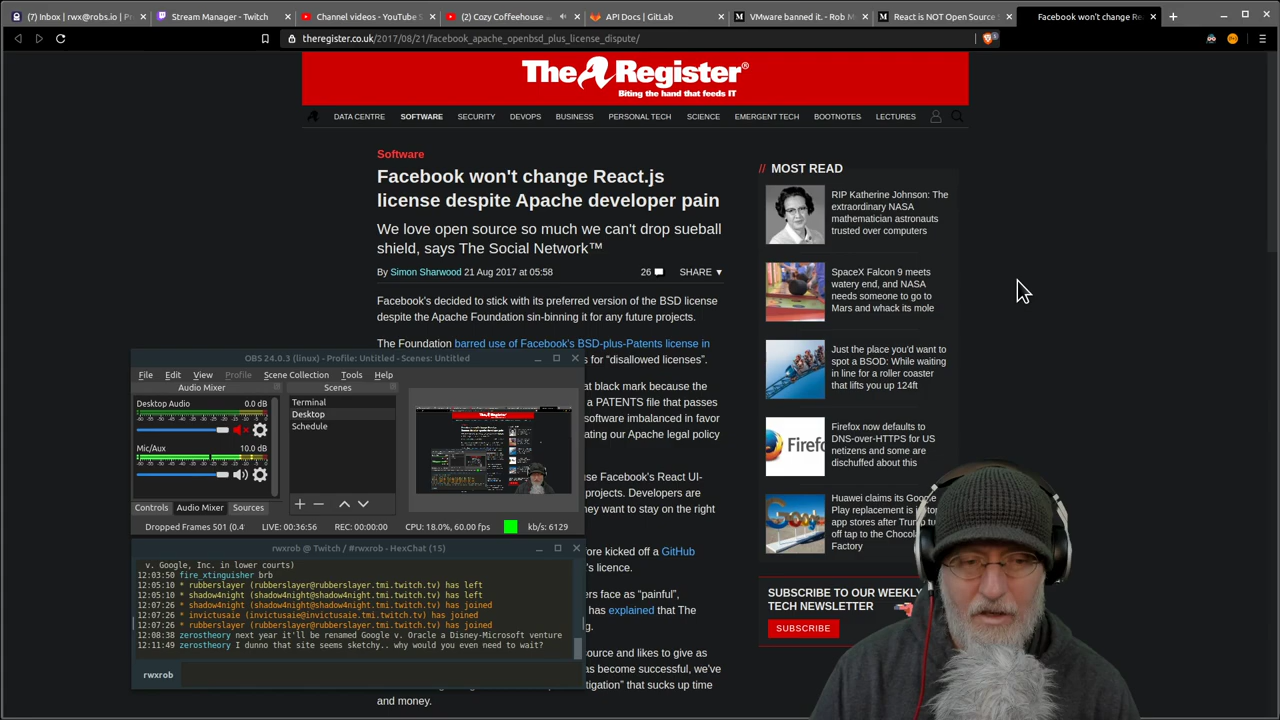 Inbox | rwx@robs.io | P
Stream Manager - Twitch
Channel videos - YouTube S
(2) Cozy Coffeehouse
API Docs | GitLab
VMware banned it. - Rob M
React is NOT Open Source
Facebook won't change Re
theregister.co.uk/2017/08/21/facebook_apache_openbsd_plus_license_dispute/
The Register®
Biting the hand that feeds IT
DATA CENTRE SOFTWARE SECURITY DEVOPS BUSINESS PERSONAL TECH SCIENCE EMERGENT TECH BOOTNOTES LECTURES
Software
Facebook won't change React.js
license despite Apache developer pain
We love open source so much we can't drop sueball
shield, says The Social Network™
By Simon Sharwood 21 Aug 2017 at 05:58
26
SHARE ▼
Facebook's decided to stick with its preferred version of the BSD license
despite the Apache Foundation sin-binning it for any future projects.
The Foundation barred use of Facebook's BSD-plus-Patents license in
s for “disallowed licenses”.
at black mark because the
a PATENTS file that passes
software imbalanced in favor
ating our Apache legal policy
use Facebook's React UI-
projects. Developers are
hey want to stay on the right
ore kicked off a GitHub
's licence.
ers face as “painful”,
has explained that The
g.
source and likes to give as
as become successful, we've
igation” that sucks up time
and money.
// MOST READ
RIP Katherine Johnson: The
extraordinary NASA
mathematician astronauts
trusted over computers
SpaceX Falcon 9 meets
watery end, and NASA
needs someone to go to
Mars and whack its mole
Just the place you'd want to
spot a BSOD: While waiting
in line for a roller coaster
that lifts you up 124ft
Firefox now defaults to
DNS-over-HTTPS for US
netizens and some are
dischuffed about this
Huawei claims its Goog
Play replacement is
app stores after Trump
off tap to the Choco
Factory
SUBSCRIBE TO OUR WEEKLY
TECH NEWSLETTER
SUBSCRIBE
OBS 24.0.3 (linux) - Profile: Untitled - Scenes: Untitled
File Edit View Profile Scene Collection Tools Help
Audio Mixer
Scenes
Desktop Audio 0.0 dB
Mic/Aux 10.0 dB
Terminal
Desktop
Schedule
Controls Audio Mixer Sources
Dropped Frames 501 (0.4 LIVE: 00:36:56 REC: 00:00:00 CPU: 18.0%, 60.00 fps kb/s: 6129
rwxrob @ Twitch / #rwxrob - HexChat (15)
v. Google, Inc. in lower courts)
12:03:50 fire_xtinguisher brb
12:05:10 * rubberslayer (rubberslayer@rubberslayer.tmi.twitch.tv) has left
12:05:10 * shadow4night (shadow4night@shadow4night.tmi.twitch.tv) has left
12:07:26 * shadow4night (shadow4night@shadow4night.tmi.twitch.tv) has joined
12:07:26 * invictusaie (invictusaie@invictusaie.tmi.twitch.tv) has joined
12:07:26 * rubberslayer (rubberslayer@rubberslayer.tmi.twitch.tv) has joined
12:08:38 zerostheory next year it'll be renamed Google v. Oracle a Disney-Microsoft venture
12:11:49 zerostheory I dunno that site seems sketchy.. why would you even need to wait?
rwxrob